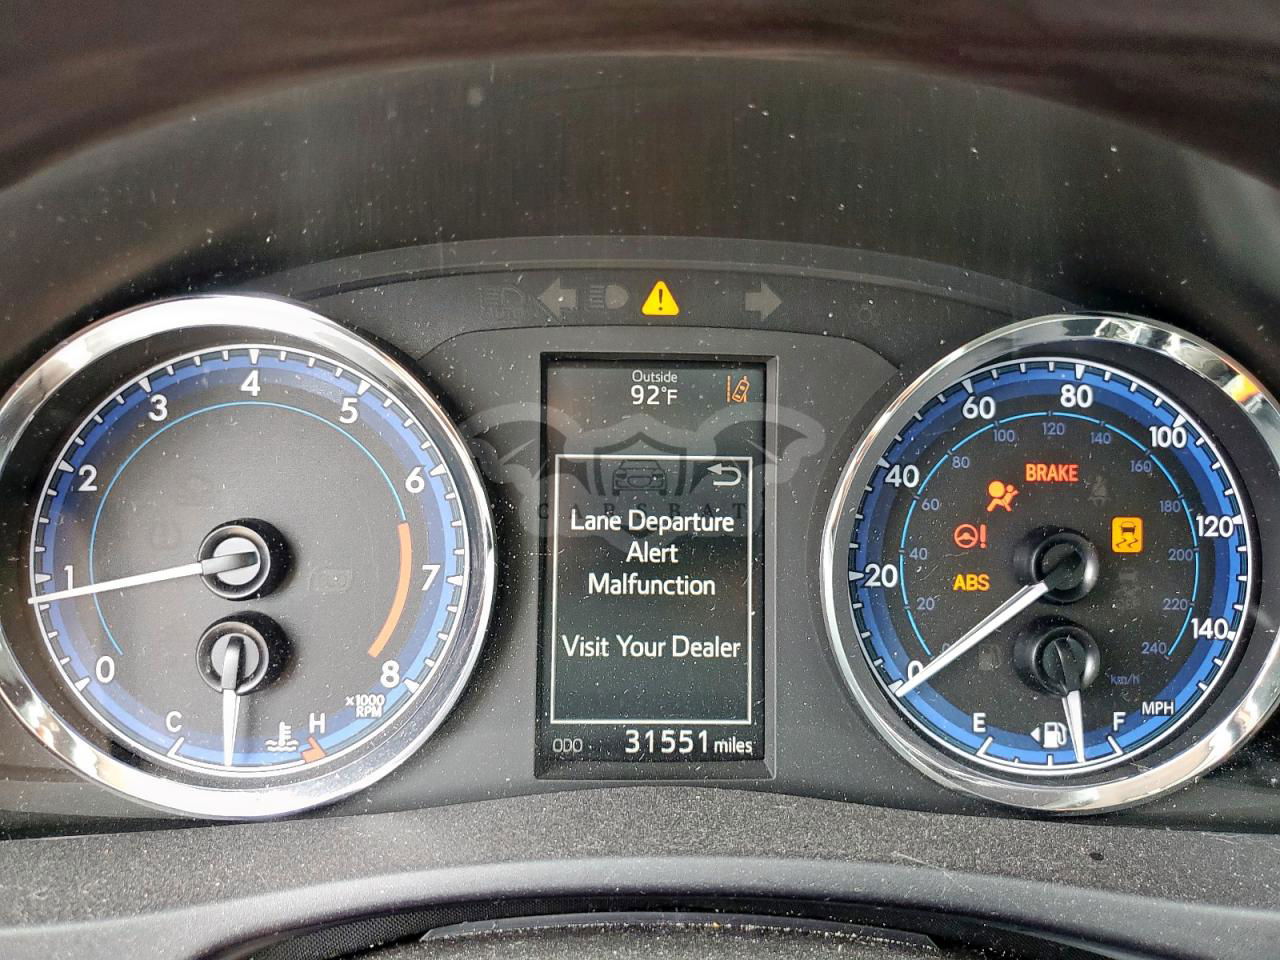 Outside
92°F
CARSBAT
Lane Departure
Alert
Malfunction
Visit Your Dealer
ODO 31551 miles
0
1
2
3
4
5
6
7
8
x1000
RPM
C
H
BRAKE
ABS
0
20
40
60
80
100
120
140
MPH
20
40
60
80
100
120
140
160
180
200
220
240
km/h
E
F